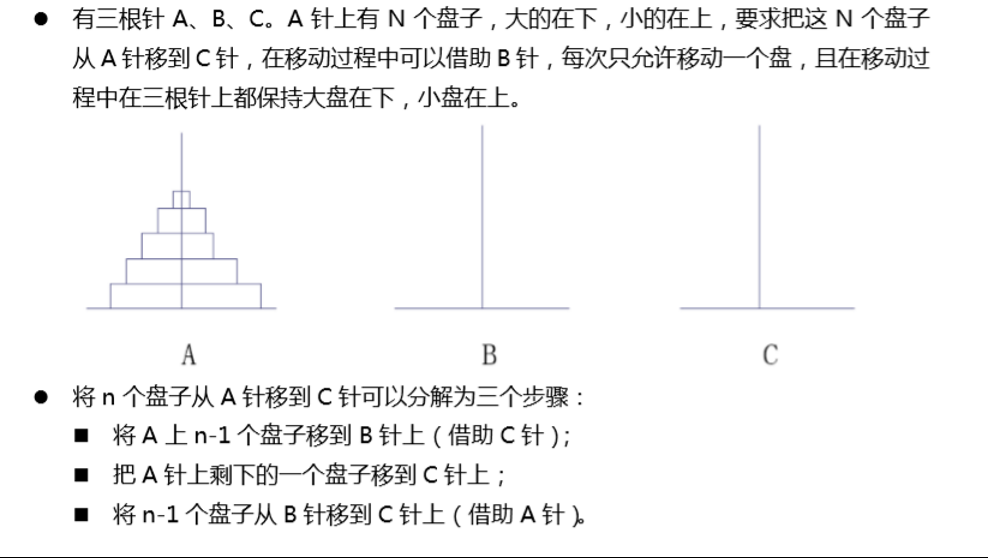 ● 有三根针 A、B、C。A 针上有 N 个盘子，大的在下，小的在上，要求把这 N 个盘子
从 A 针移到 C 针，在移动过程中可以借助 B 针，每次只允许移动一个盘，且在移动过
程中在三根针上都保持大盘在下，小盘在上。
A B C
● 将 n 个盘子从 A 针移到 C 针可以分解为三个步骤：
■ 将 A 上 n-1 个盘子移到 B 针上（借助 C 针）；
■ 把 A 针上剩下的一个盘子移到 C 针上；
■ 将 n-1 个盘子从 B 针移到 C 针上（借助 A 针）。